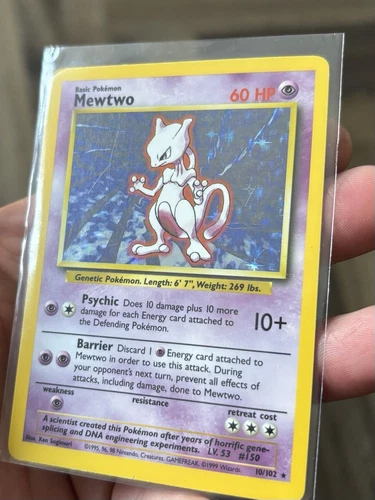 Basic Pokémon
Mewtwo 60 HP
Genetic Pokémon. Length: 6' 7", Weight: 269 lbs.
Psychic Does 10 damage plus 10 more
damage for each Energy card attached to
the Defending Pokémon. 10+
Barrier Discard 1 Energy card attached to
Mewtwo in order to use this attack. During
your opponent's next turn, prevent all effects of
attacks, including damage, done to Mewtwo.
weakness resistance retreat cost
A scientist created this Pokémon after years of horrific gene-
splicing and DNA engineering experiments. LV. 53 #150
Illus. Ken Sugimori ©1995, 96, 98 Nintendo, Creatures, GAMEFREAK. ©1999 Wizards. 10/102 ★